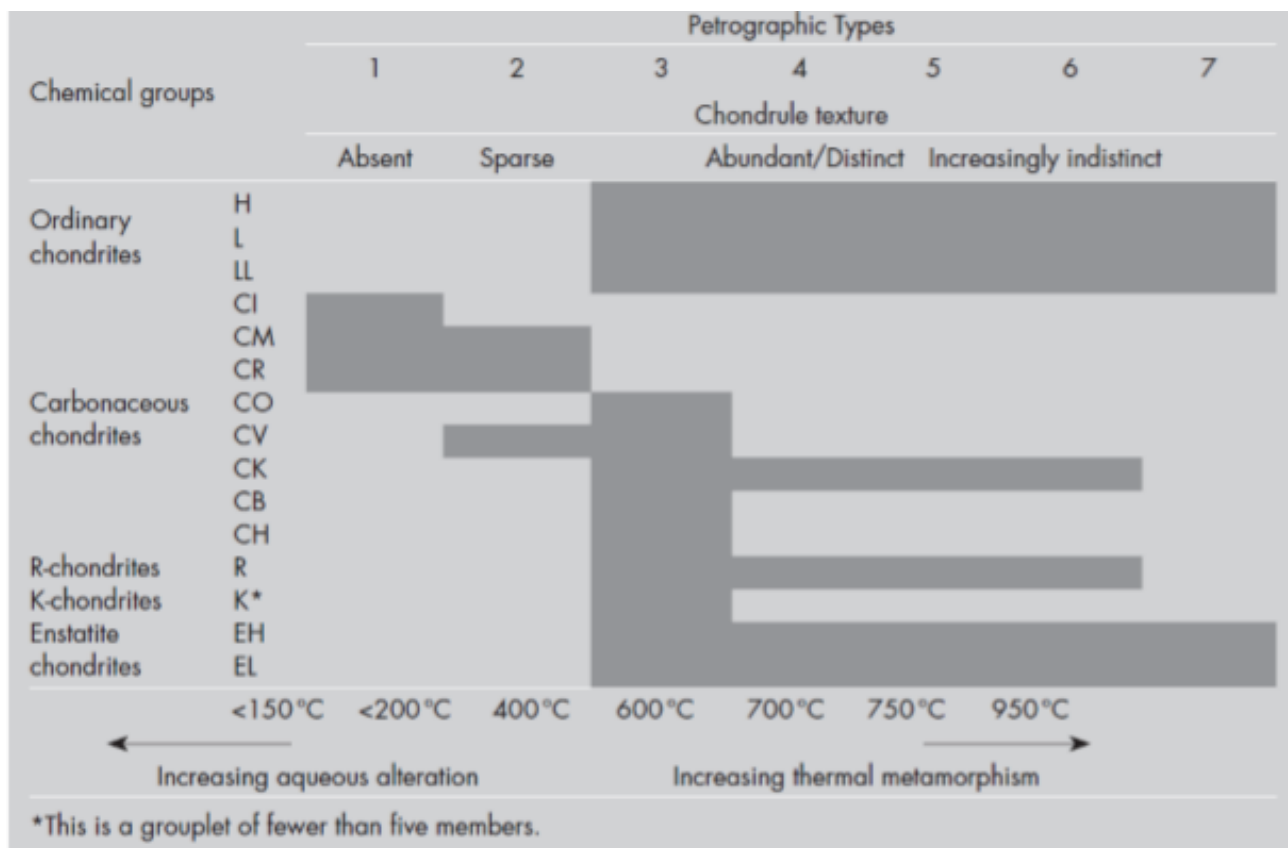 Petrographic Types
1 2 3 4 5 6 7
Chemical groups
Chondrule texture
Absent Sparse Abundant/Distinct Increasingly indistinct
H
Ordinary
L
chondrites
LL
CI
CM
CR
Carbonaceous CO
chondrites CV
CK
CB
CH
R-chondrites R
K-chondrites K*
Enstatite EH
chondrites EL
<150°C <200°C 400°C 600°C 700°C 750°C 950°C
Increasing aqueous alteration Increasing thermal metamorphism
*This is a grouplet of fewer than five members.